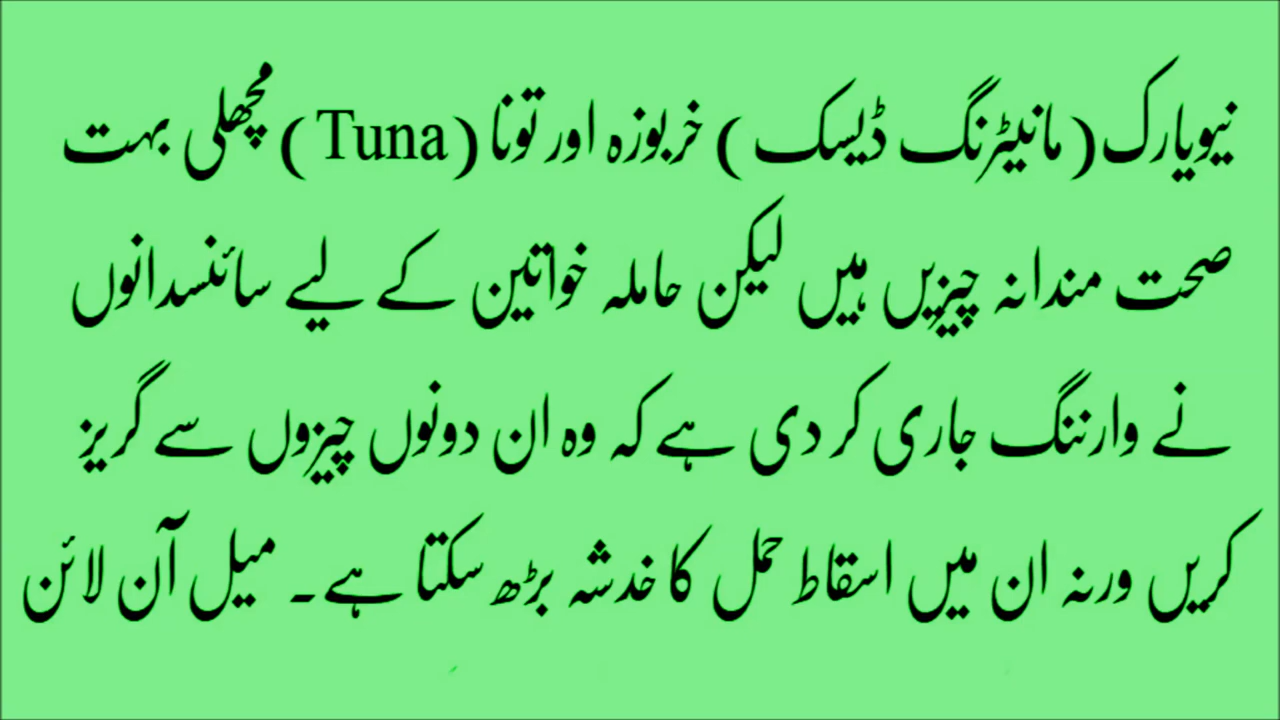 نیویارک(مانیٹرنگ ڈیسک)خربوزہ اور تونا(Tuna)مچھلی بہت
صحت مندانہ چیزیں ہیں لیکن حاملہ خواتین کے لیے سائنسدانوں
نے وارننگ جاری کر دی ہے کہ وہ ان دونوں چیزوں سے گریز
کریں ورنہ ان میں اسقاط حمل کا خدشہ بڑھ سکتا ہے۔ میل آن لائن